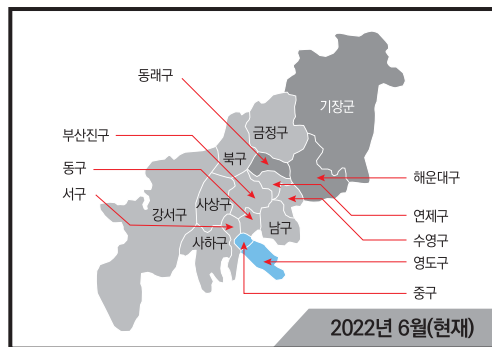 동래구
기장군
금정구
부산진구
북구
동구
해운대구
서구
사상구
강서구
연제구
남구
수영구
사하구
영도구
중구
2022년 6월(현재)